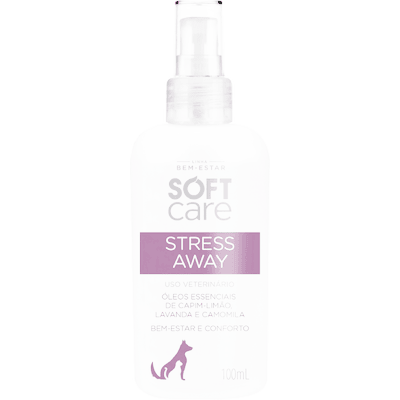 BEM-ESTAR
SOFT
care
STRESS
AWAY
USO VETERINÁRIO
ÓLEOS ESSENCIAIS
DE CAPIM-LIMÃO,
LAVANDA E CAMOMILA
BEM-ESTAR E CONFORTO
100mL